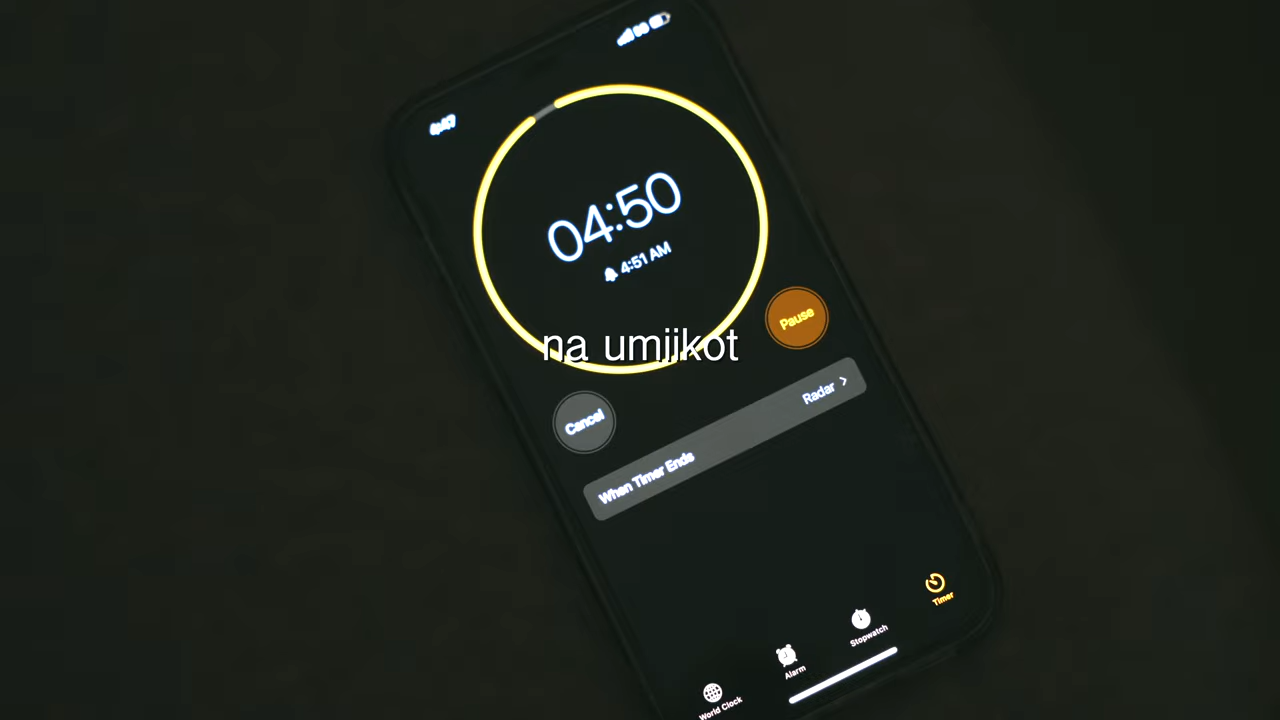 04:50
4:51 AM
na umjikot
Pause
Cancel
Radar
When Timer Ends
World Clock
Alarm
Stopwatch
Timer